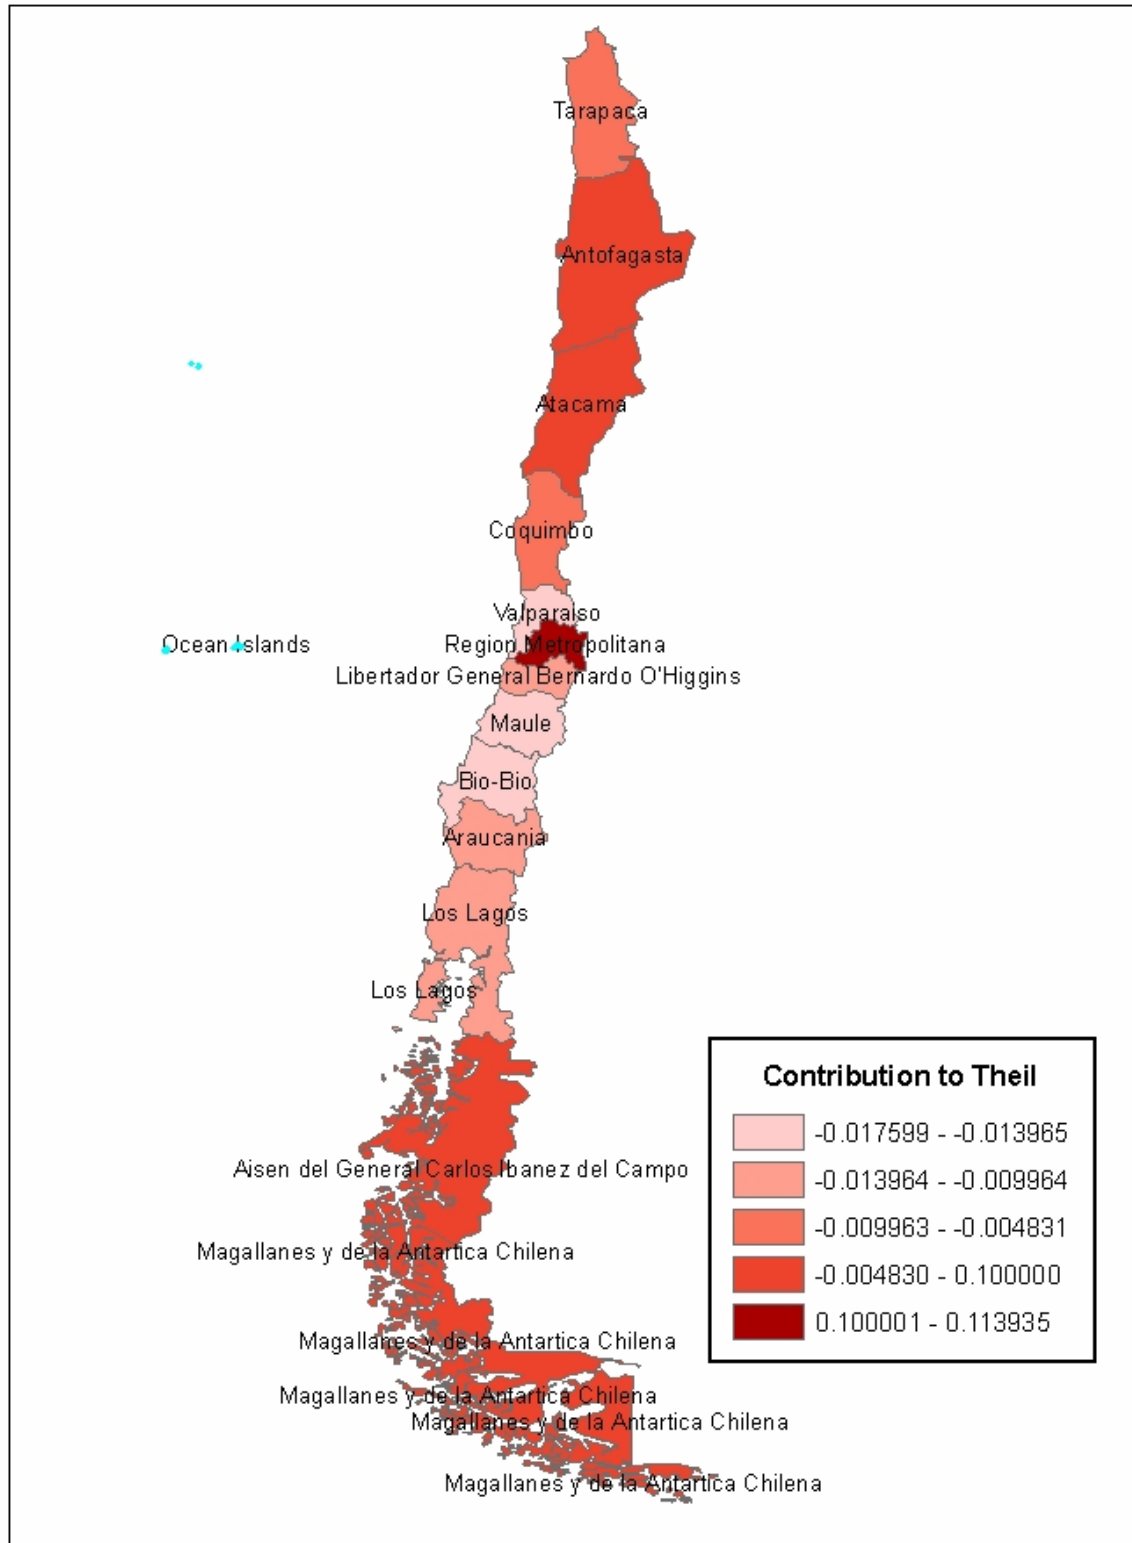 Tarapaca
Antofagasta
Atacama
Coquimbo
Valparaiso
Ocean Islands
Region Metropolitana
Libertador General Bernardo O'Higgins
Maule
Bio-Bio
Araucania
Los Lagos
Los Lagos
Aisen del General Carlos Ibanez del Campo
Magallanes y de la Antartica Chilena
Magallanes y de la Antartica Chilena
Magallanes y de la Antartica Chilena
Magallanes y de la Antartica Chilena
Magallanes y de la Antartica Chilena
Contribution to Theil
-0.017599 - -0.013965
-0.013964 - -0.009964
-0.009963 - -0.004831
-0.004830 - 0.100000
0.100001 - 0.113935